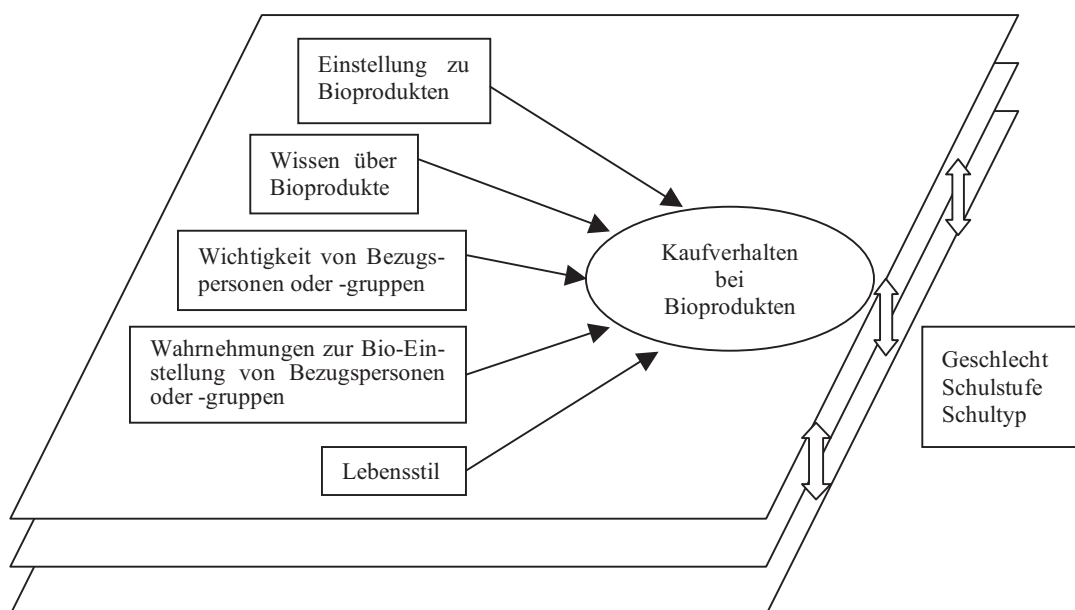 Einstellung zu
Bioprodukten
Wissen über
Bioprodukte
Wichtigkeit von Bezugs-
personen oder -gruppen
Wahrnehmungen zur Bio-Ein-
stellung von Bezugspersonen
oder -gruppen
Lebensstil
Kaufverhalten
bei
Bioprodukten
Geschlecht
Schulstufe
Schultyp